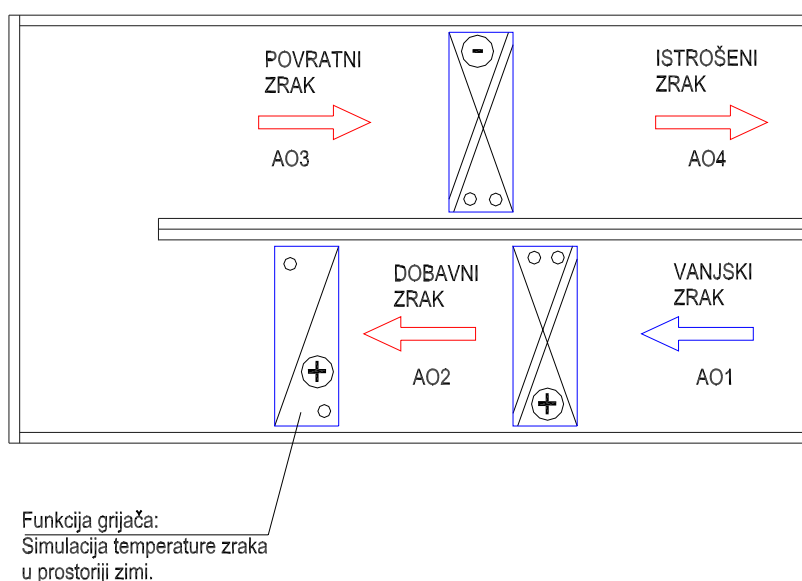 POVRATNI
ZRAK
AO3
-
ISTROŠENI
ZRAK
AO4
DOBAVNI
ZRAK
AO2
+
VANJSKI
ZRAK
AO1
+
Funkcija grijača:
Simulacija temperature zraka
u prostoriji zimi.